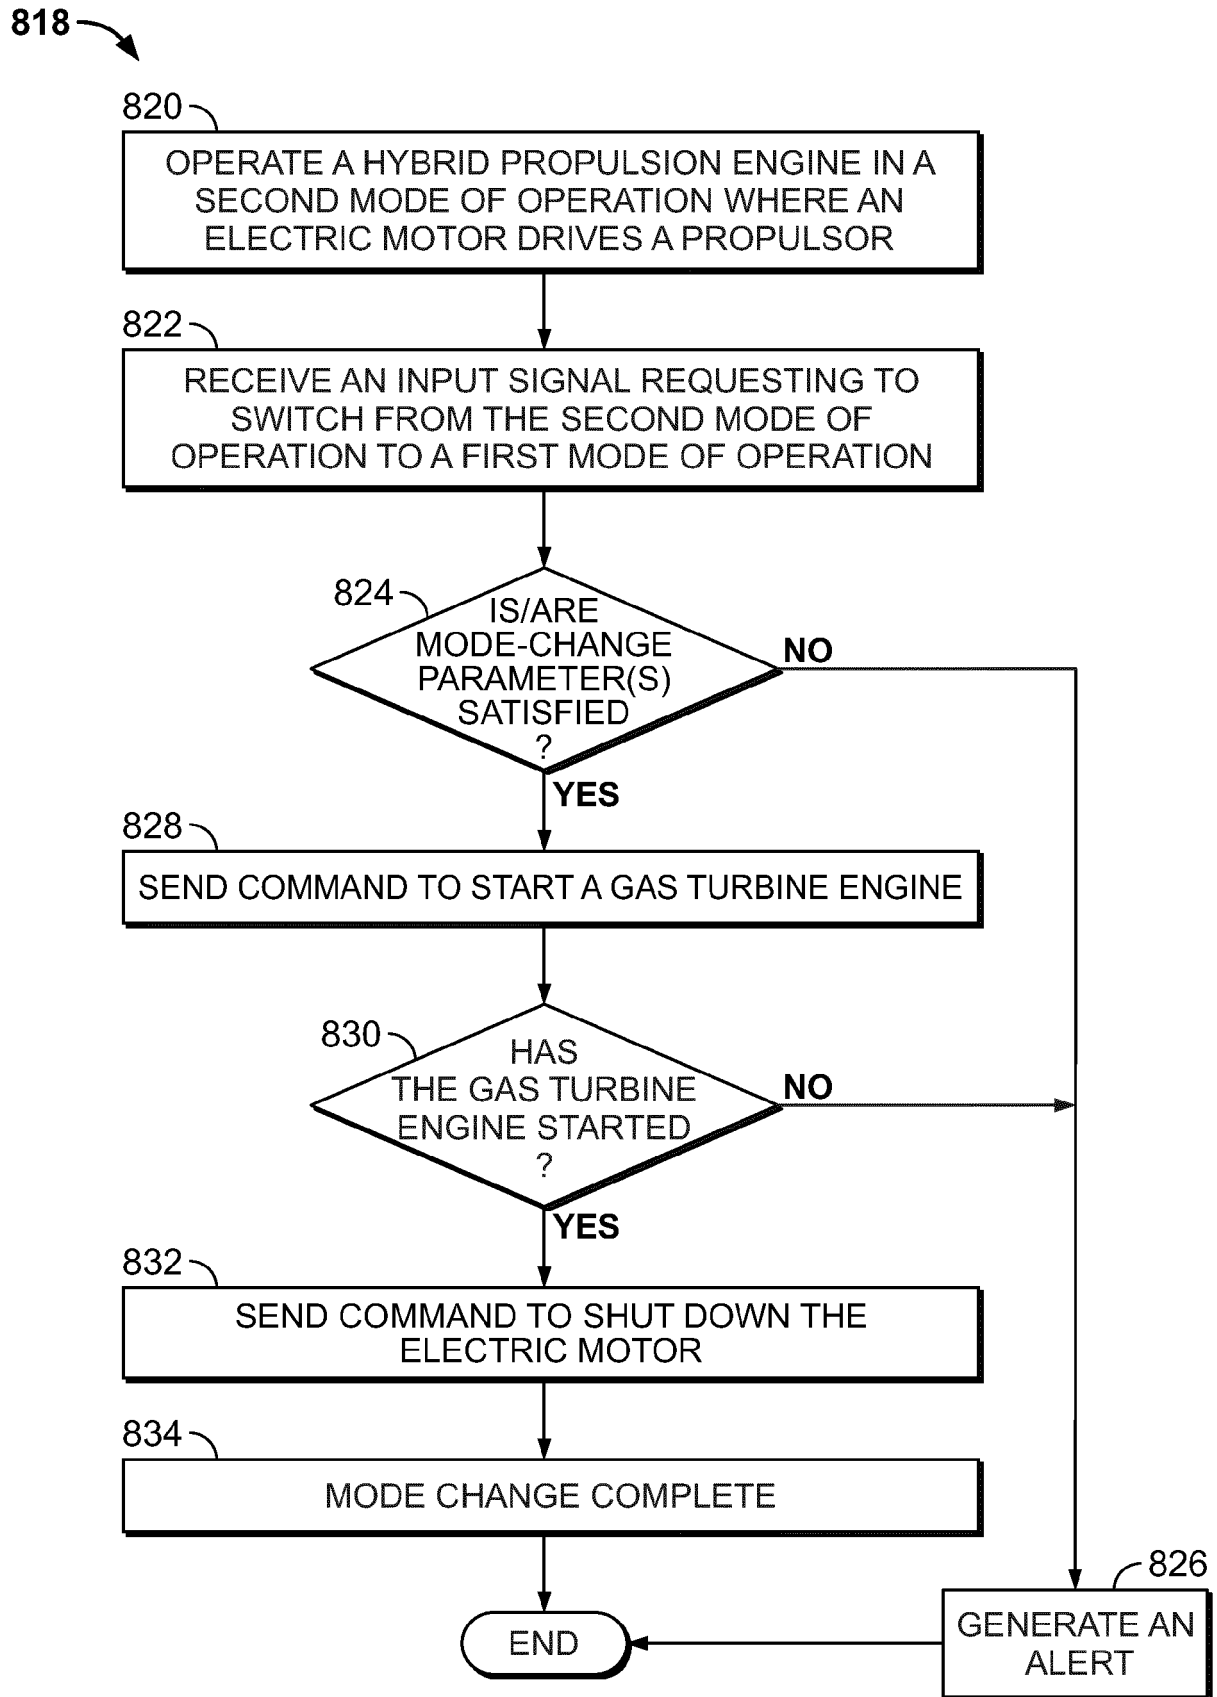 818
820
OPERATE A HYBRID PROPULSION ENGINE IN A
SECOND MODE OF OPERATION WHERE AN
ELECTRIC MOTOR DRIVES A PROPULSOR
822
RECEIVE AN INPUT SIGNAL REQUESTING TO
SWITCH FROM THE SECOND MODE OF
OPERATION TO A FIRST MODE OF OPERATION
824
IS/ARE
MODE-CHANGE
PARAMETER(S)
SATISFIED
?
NO
YES
828
SEND COMMAND TO START A GAS TURBINE ENGINE
830
HAS
THE GAS TURBINE
ENGINE STARTED
?
NO
YES
832
SEND COMMAND TO SHUT DOWN THE
ELECTRIC MOTOR
834
MODE CHANGE COMPLETE
826
GENERATE AN
ALERT
END